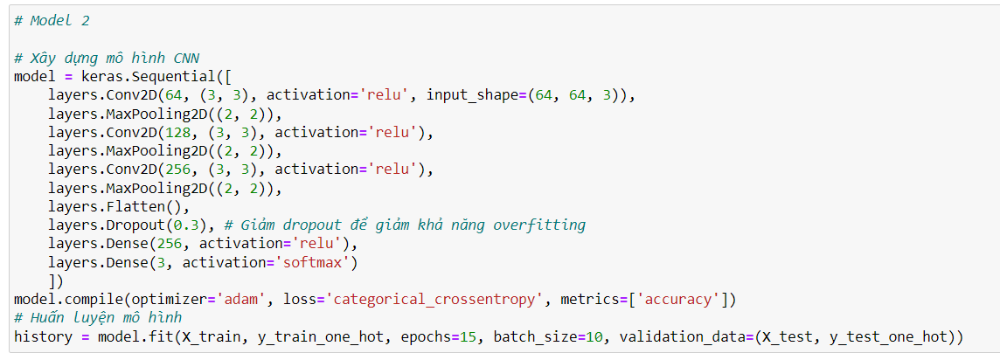 # Model 2
# Xây dựng mô hình CNN
model = keras.Sequential([
    layers.Conv2D(64, (3, 3), activation='relu', input_shape=(64, 64, 3)),
    layers.MaxPooling2D((2, 2)),
    layers.Conv2D(128, (3, 3), activation='relu'),
    layers.MaxPooling2D((2, 2)),
    layers.Conv2D(256, (3, 3), activation='relu'),
    layers.MaxPooling2D((2, 2)),
    layers.Flatten(),
    layers.Dropout(0.3), # Giảm dropout để giảm khả năng overfitting
    layers.Dense(256, activation='relu'),
    layers.Dense(3, activation='softmax')
    ])
model.compile(optimizer='adam', loss='categorical_crossentropy', metrics=['accuracy'])
# Huấn luyện mô hình
history = model.fit(X_train, y_train_one_hot, epochs=15, batch_size=10, validation_data=(X_test, y_test_one_hot))